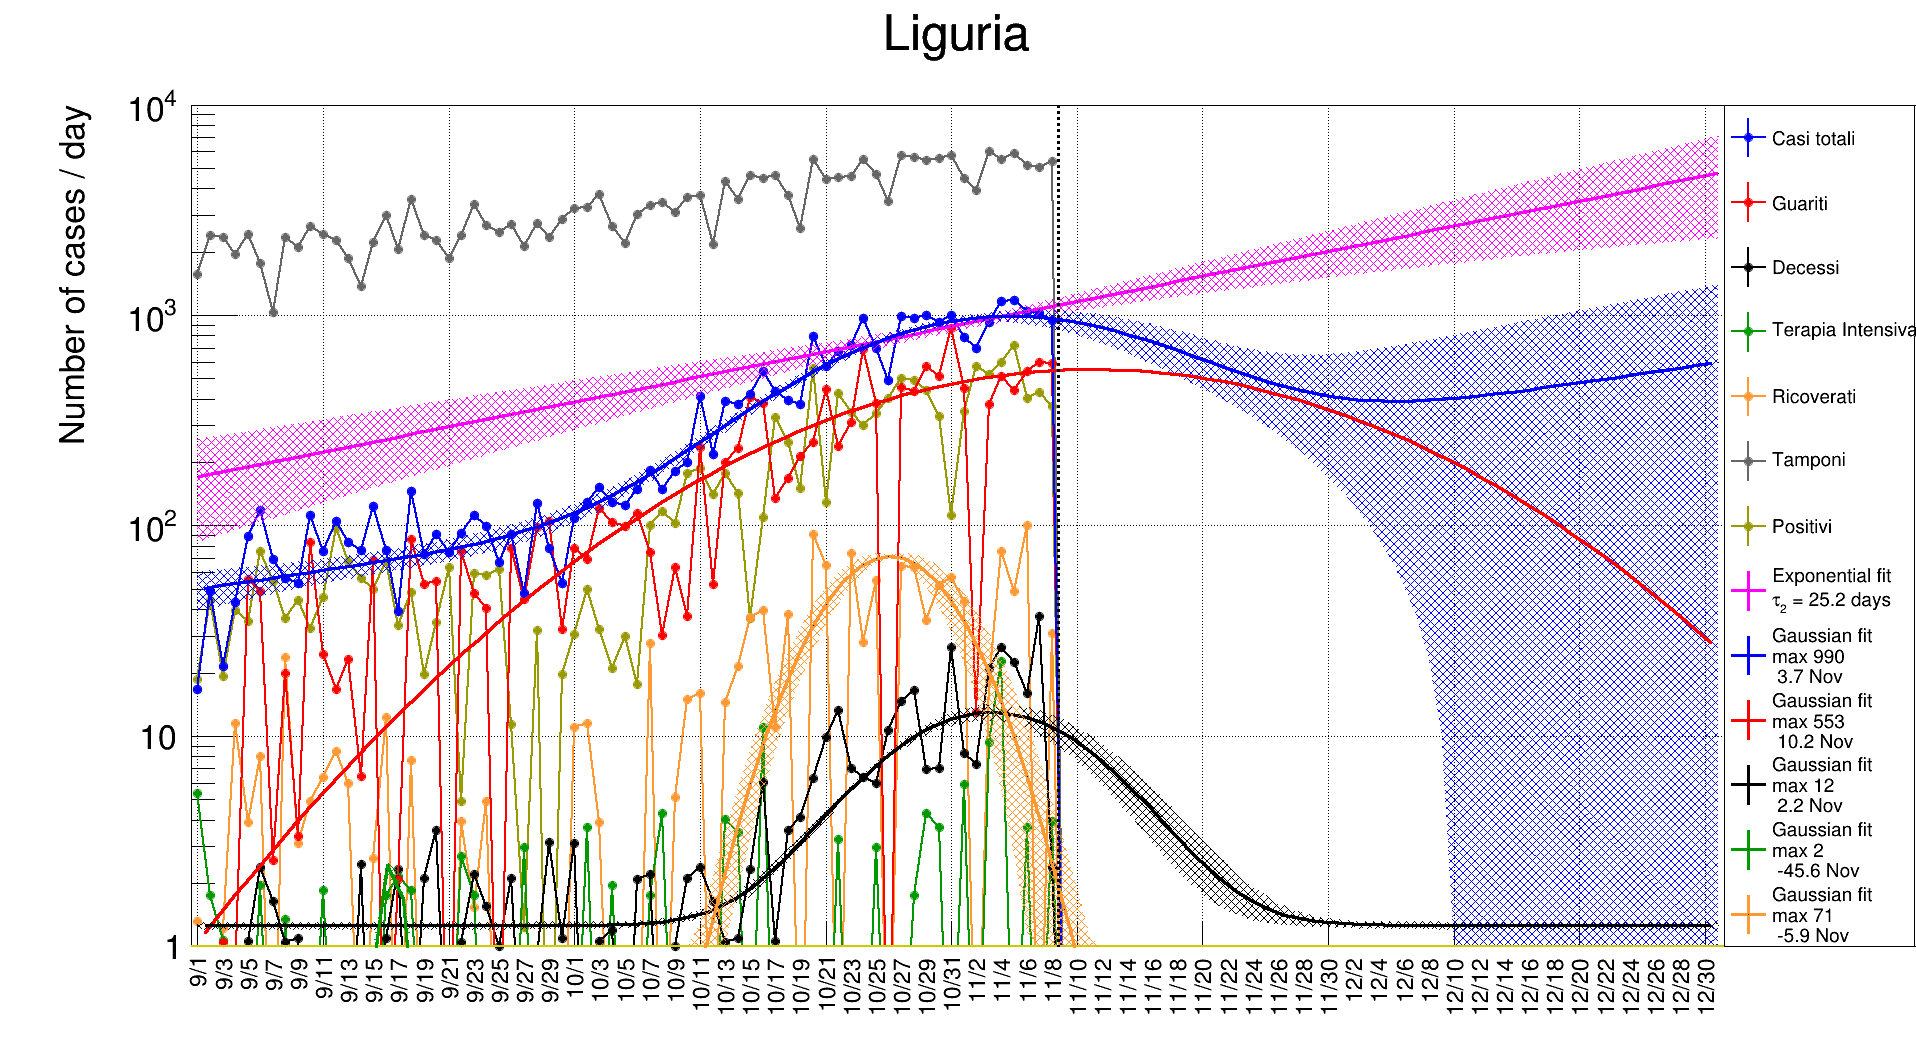 Liguria
Number of cases / day
10^4
10^3
10^2
10
1
9/1
9/3
9/5
9/7
9/9
9/11
9/13
9/15
9/17
9/19
9/21
9/23
9/25
9/27
9/29
10/1
10/3
10/5
10/7
10/9
10/11
10/13
10/15
10/17
10/19
10/21
10/23
10/25
10/27
10/29
10/31
11/2
11/4
11/6
11/8
11/10
11/12
11/14
11/16
11/18
11/20
11/22
11/24
11/26
11/28
11/30
12/2
12/4
12/6
12/8
12/10
12/12
12/14
12/16
12/18
12/20
12/22
12/24
12/26
12/28
12/30
Casi totali
Guariti
Decessi
Terapia Intensiva
Ricoverati
Tamponi
Positivi
Exponential fit
τ₂ = 25.2 days
Gaussian fit
max 990
3.7 Nov
Gaussian fit
max 553
10.2 Nov
Gaussian fit
max 12
2.2 Nov
Gaussian fit
max 2
-45.6 Nov
Gaussian fit
max 71
-5.9 Nov